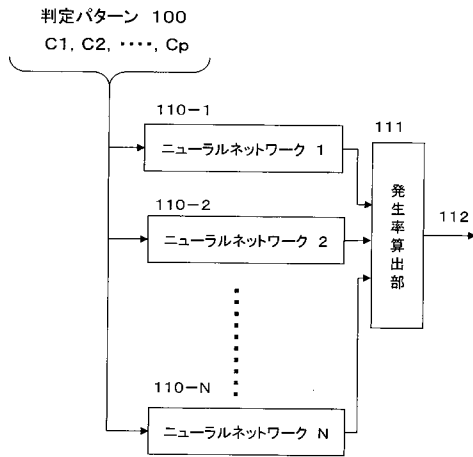 判定パターン 100
C1, C2, ····, Cp
110-1
ニューラルネットワーク 1
111
110-2
ニューラルネットワーク 2
発生率算出部
112
110-N
ニューラルネットワーク N